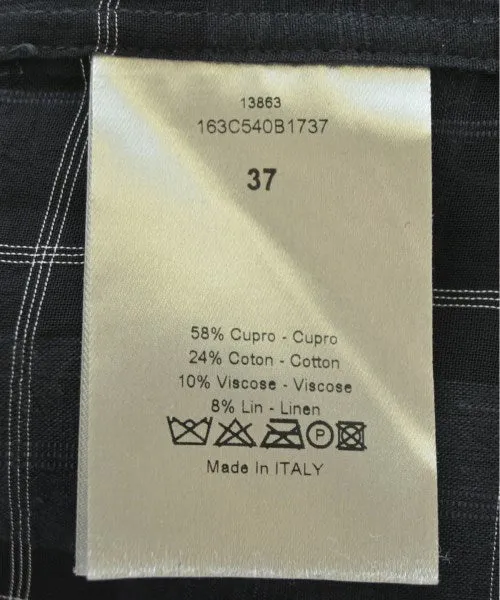 13863
163C540B1737
37
58% Cupro - Cupro
24% Coton - Cotton
10% Viscose - Viscose
8% Lin - Linen
P
Made in ITALY